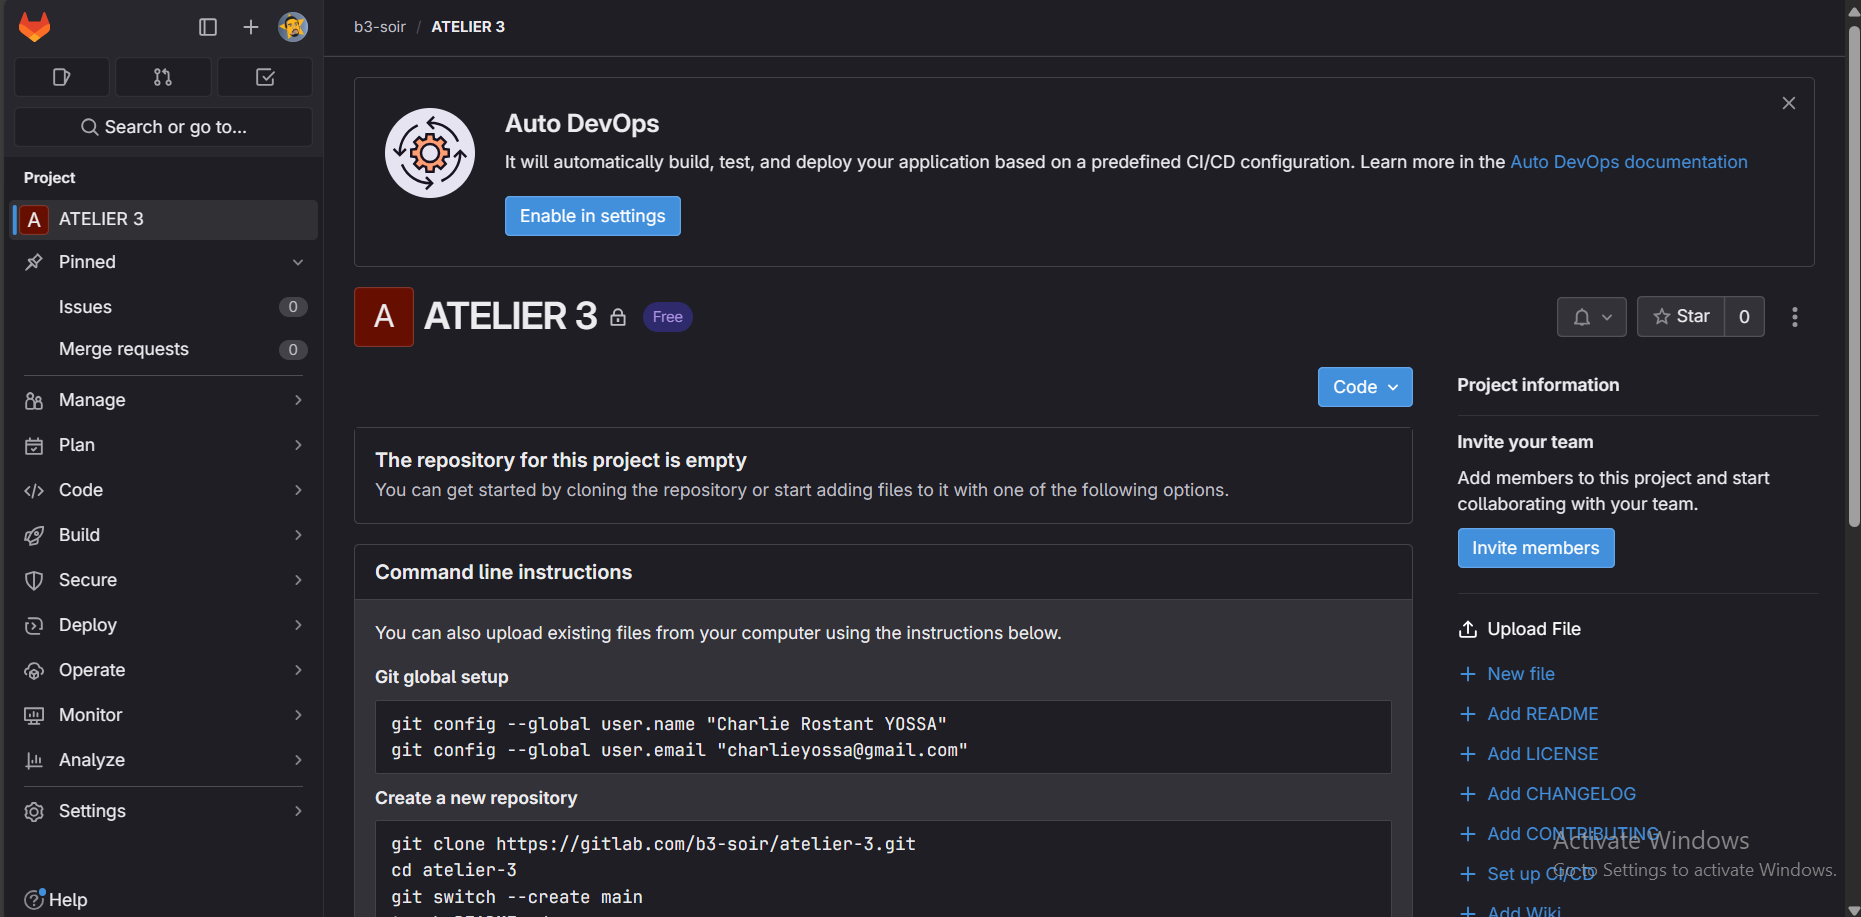 b3-soir / ATELIER 3
Search or go to...
Project
A ATELIER 3
Pinned
Issues 0
Merge requests 0
Manage
Plan
Code
Build
Secure
Deploy
Operate
Monitor
Analyze
Settings
Help
Auto DevOps
It will automatically build, test, and deploy your application based on a predefined CI/CD configuration. Learn more in the Auto DevOps documentation
Enable in settings
A ATELIER 3 Free
Star 0
Code
The repository for this project is empty
You can get started by cloning the repository or start adding files to it with one of the following options.
Command line instructions
You can also upload existing files from your computer using the instructions below.
Git global setup
git config --global user.name "Charlie Rostant YOSSA"
git config --global user.email "charlieyossa@gmail.com"
Create a new repository
git clone https://gitlab.com/b3-soir/atelier-3.git
cd atelier-3
git switch --create main
Project information
Invite your team
Add members to this project and start
collaborating with your team.
Invite members
Upload File
New file
Add README
Add LICENSE
Add CHANGELOG
Add CONTRIBUTING
Set up CI/CD
Add Wiki
Activate Windows
Go to Settings to activate Windows.